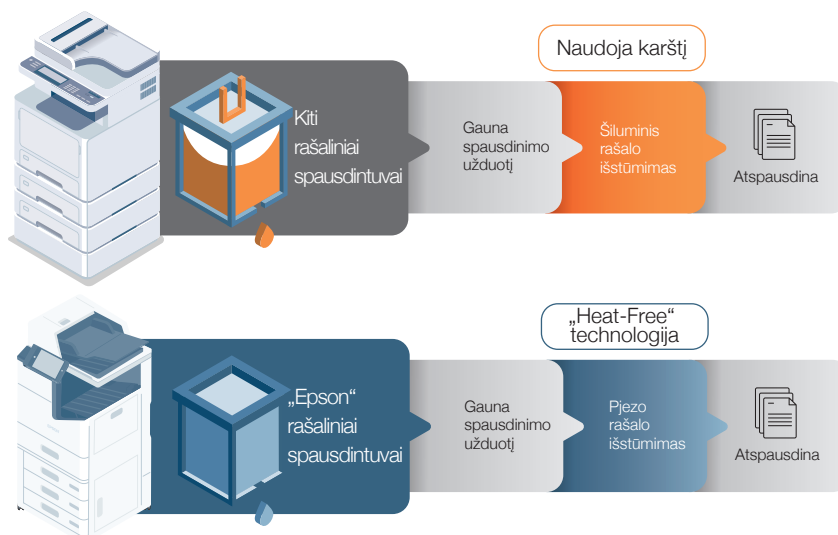 Naudoja karštį
Kiti
rašaliniai
spausdintuvai
Gauna
spausdinimo
užduotį
Šiluminis
rašalo
išstūmimas
Atspausdina
„Heat-Free“
technologija
„Epson“
rašaliniai
spausdintuvai
Gauna
spausdinimo
užduotį
Pjezo
rašalo
išstūmimas
Atspausdina